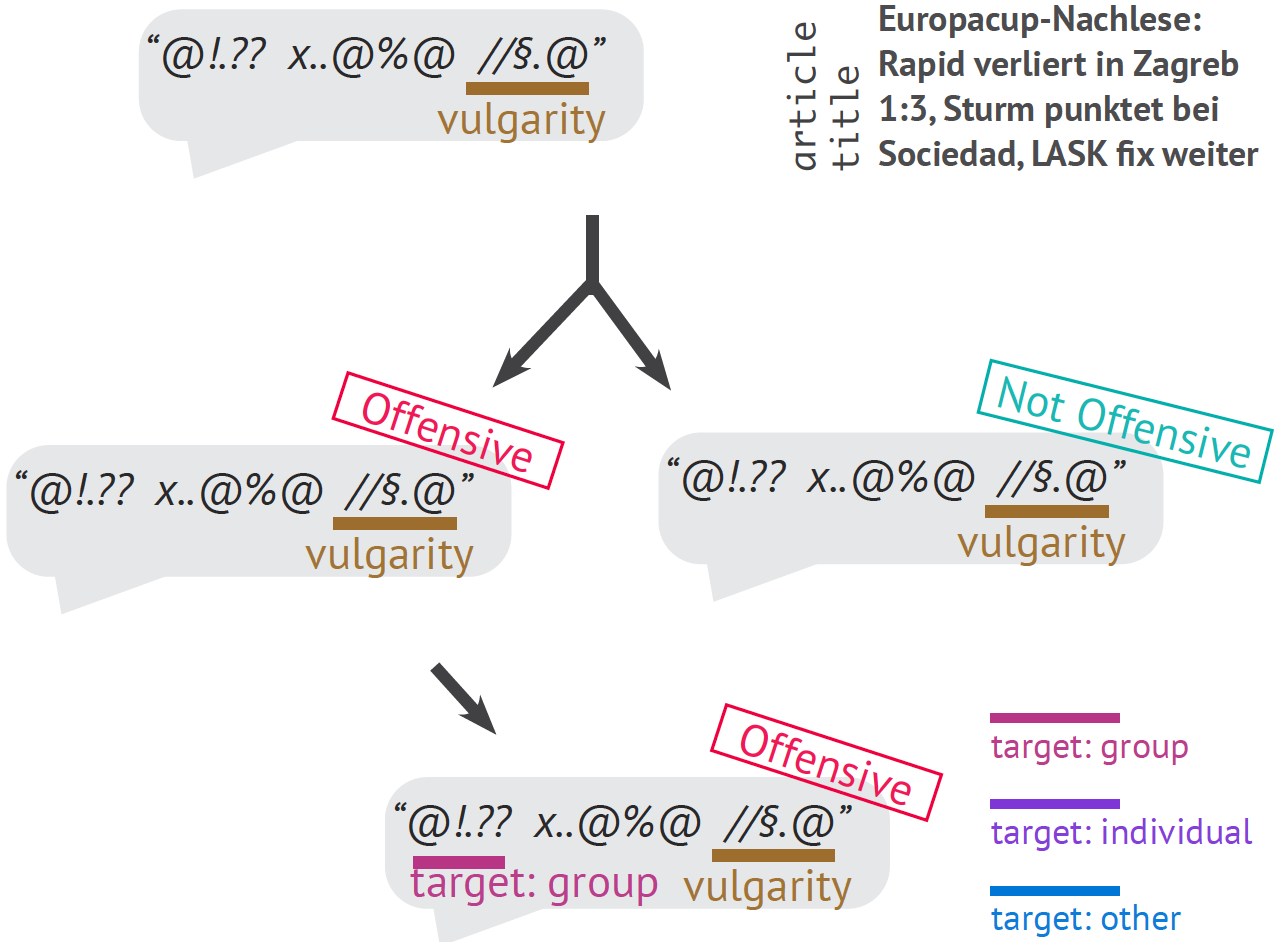 “@!.?? x..@%@ //§.@”
vulgarity
article
title
Europacup-Nachlese:
Rapid verliert in Zagreb
1:3, Sturm punktet bei
Sociedad, LASK fix weiter
Offensive
“@!.?? x..@%@ //§.@”
vulgarity
Not Offensive
“@!.?? x..@%@ //§.@”
vulgarity
Offensive
“@!.?? x..@%@ //§.@”
target: group vulgarity
target: group
target: individual
target: other